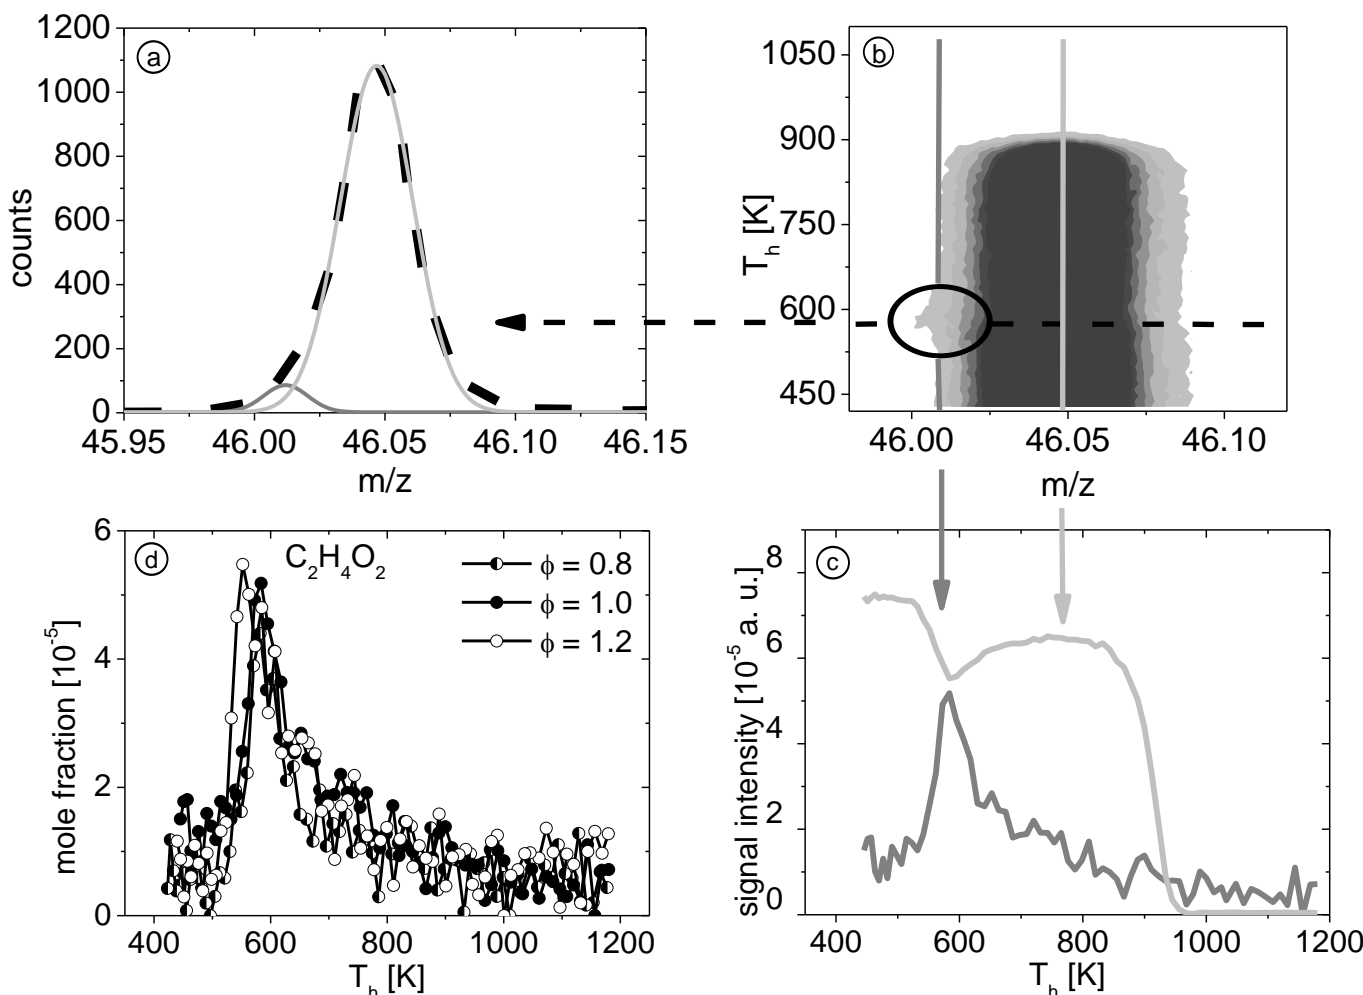 a
1200
1000
800
600
400
200
0
counts
45.95 46.00 46.05 46.10 46.15
m/z
b
1050
900
750
600
450
T_h [K]
46.00 46.05 46.10
m/z
d
C₂H₄O₂
ϕ = 0.8
ϕ = 1.0
ϕ = 1.2
6
4
2
0
mole fraction [10⁻⁵]
400 600 800 1000 1200
T_h [K]
c
8
6
4
2
0
signal intensity [10⁻⁵ a. u.]
400 600 800 1000 1200
T_h [K]